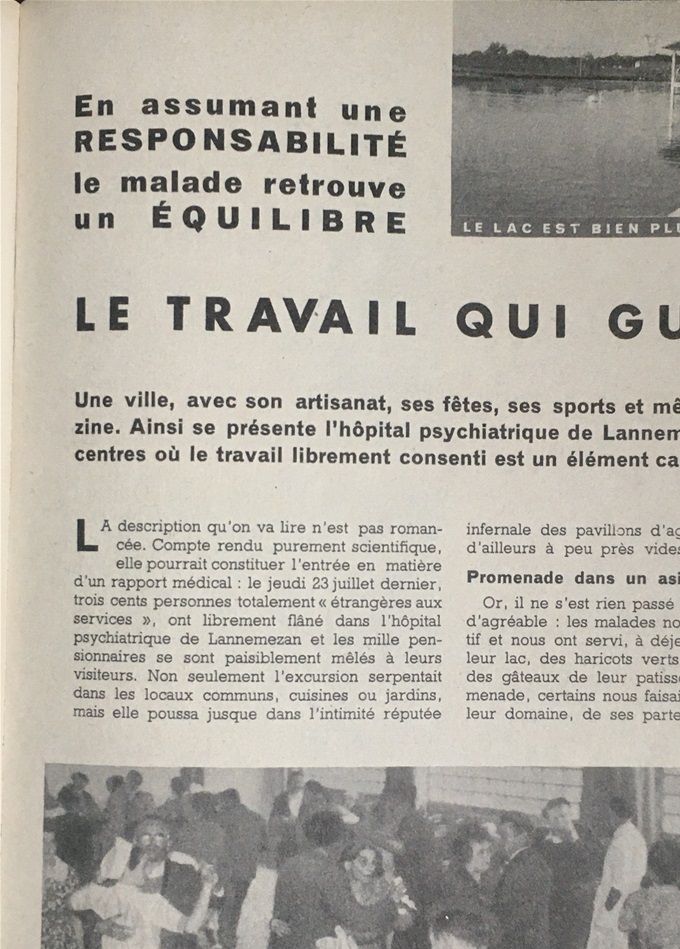 En assumant une
RESPONSABILITÉ
le malade retrouve
un ÉQUILIBRE
LE LAC EST BIEN PLU
LE TRAVAIL QUI GU
Une ville, avec son artisanat, ses fêtes, ses sports et mê
zine. Ainsi se présente l'hôpital psychiatrique de Lannem
centres où le travail librement consenti est un élément ca
LA description qu'on va lire n'est pas roman-
cée. Compte rendu purement scientifique,
elle pourrait constituer l'entrée en matière
d'un rapport médical : le jeudi 23 juillet dernier,
trois cents personnes totalement « étrangères aux
services », ont librement flâné dans l'hôpital
psychiatrique de Lannemezan et les mille pen-
sionnaires se sont paisiblement mêlés à leurs
visiteurs. Non seulement l'excursion serpentait
dans les locaux communs, cuisines ou jardins,
mais elle poussa jusque dans l'intimité réputée
infernale des pavillons d'ag
d'ailleurs à peu près vides
Promenade dans un asi
Or, il ne s'est rien passé
d'agréable : les malades no
tif et nous ont servi, à déje
leur lac, des haricots verts
des gâteaux de leur patiss
menade, certains nous faisai
leur domaine, de ses parte